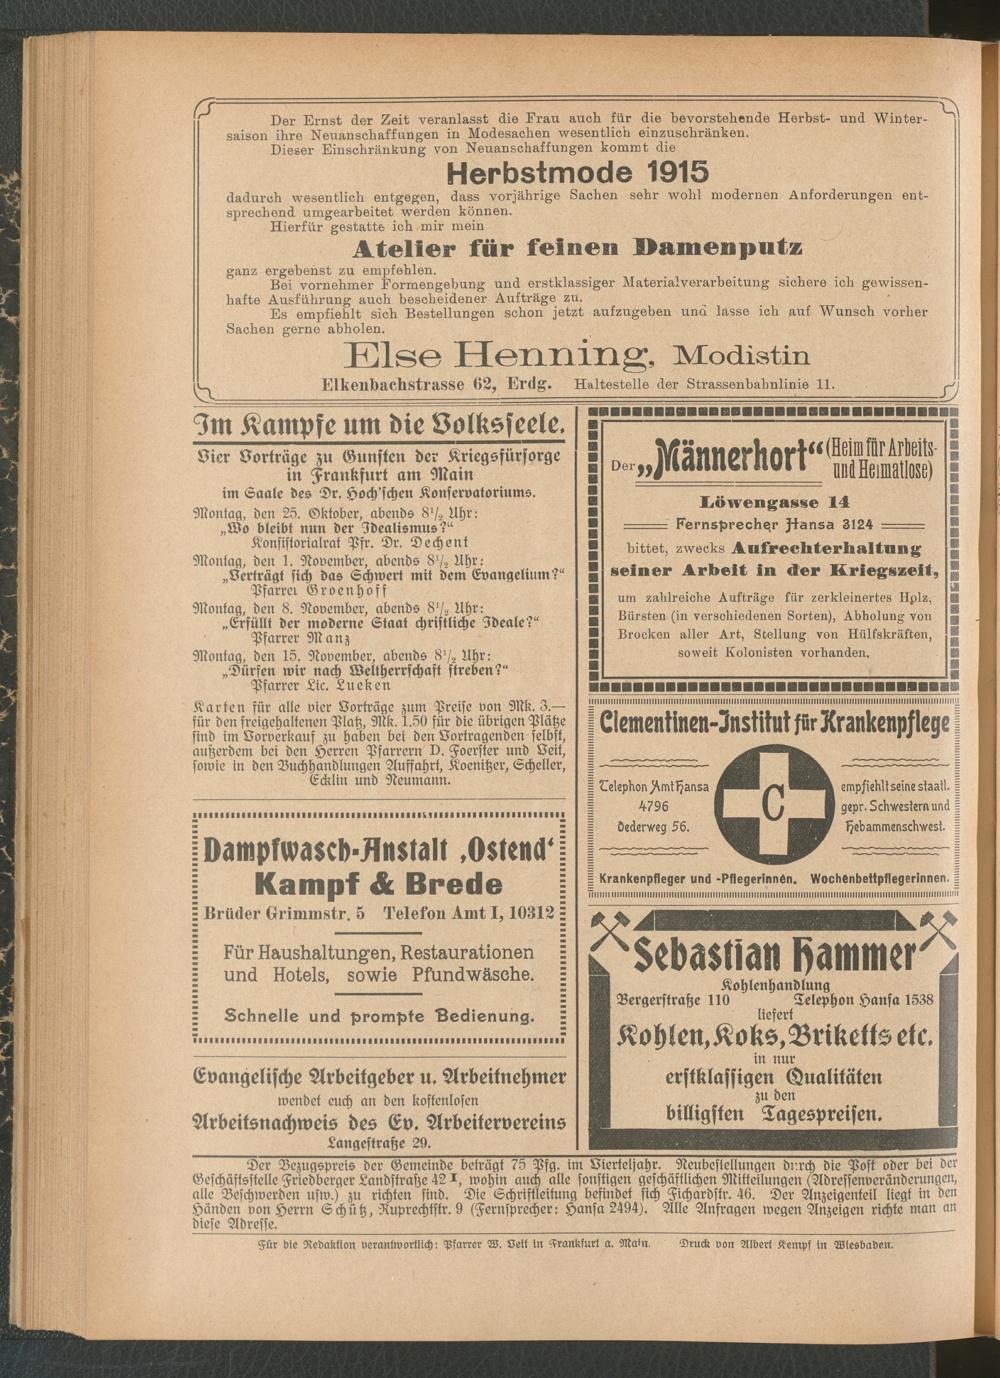 Der Ernst der Zeit veranlasst die Frau auch für die bevorstehende Herbst- und Winter-
saison ihre Neuanschaffungen in Modesachen wesentlich einzuschränken.
Dieser Einschränkung von Neuanschaffungen kommt die
Herbstmode 1915
dadurch wesentlich entgegen, dass vorjährige Sachen sehr wohl modernen Anforderungen ent-
sprechend umgearbeitet werden können.
Hierfür gestatte ich mir mein
Atelier für feinen Damenputz
ganz ergebenst zu empfehlen.
Bei vornehmer Formengebung und erstklassiger Materialverarbeitung sichere ich gewissen-
hafte Ausführung auch bescheidener Aufträge zu.
Es empfiehlt sich Bestellungen schon jetzt aufzugeben und lasse ich auf Wunsch vorher
Sachen gerne abholen.
Else Henning, Modistin
Elkenbachstrasse 62, Erdg. Haltestelle der Strassenbahnlinie 11.
Im Kampfe um die Volksseele.
Vier Vorträge zu Gunsten der Kriegsfürsorge
in Frankfurt am Main
im Saale des Dr. Hoch'schen Konservatoriums.
Montag, den 25. Oktober, abends 8½ Uhr:
„Wo bleibt nun der Idealismus?“
Konsistorialrat Pfr. Dr. Dechent
Montag, den 1. November, abends 8½ Uhr:
„Verträgt sich das Schwert mit dem Evangelium?“
Pfarrer Groenhoff
Montag, den 8. November, abends 8½ Uhr:
„Erfüllt der moderne Staat christliche Ideale?“
Pfarrer Manz
Montag, den 15. November, abends 8½ Uhr:
„Dürfen wir nach Weltherrschaft streben?“
Pfarrer Lic. Lueken
Karten für alle vier Vorträge zum Preise von Mk. 3.—
für den freigehaltenen Platz, Mk. 1.50 für die übrigen Plätze
sind im Vorverkauf zu haben bei den Vortragenden selbst,
außerdem bei den Herren Pfarrern D. Foerster und Veit,
sowie in den Buchhandlungen Auffahrt, Koenitzer, Scheller,
Ecklin und Neumann.
Dampfwasch-Anstalt ‚Ostend‘
Kampf & Brede
Brüder Grimmstr. 5 Telefon Amt I, 10312
Für Haushaltungen, Restaurationen
und Hotels, sowie Pfundwäsche.
Schnelle und prompte Bedienung.
Evangelische Arbeitgeber u. Arbeitnehmer
wendet euch an den kostenlosen
Arbeitsnachweis des Ev. Arbeitervereins
Langestraße 29.
Der „Männerhort“ (Heim für Arbeits-
und Heimatlose)
Löwengasse 14
Fernsprecher Hansa 3124
bittet, zwecks Aufrechterhaltung
seiner Arbeit in der Kriegszeit,
um zahlreiche Aufträge für zerkleinertes Holz,
Bürsten (in verschiedenen Sorten), Abholung von
Brocken aller Art, Stellung von Hülfskräften,
soweit Kolonisten vorhanden.
Clementinen-Institut für Krankenpflege
Telephon Amt Hansa
4796
Oederweg 56.
C
empfiehlt seine staatl.
gepr. Schwestern und
Hebammenschwest.
Krankenpfleger und -Pflegerinnen. Wochenbettpflegerinnen.
Sebastian Hammer
Kohlenhandlung
Bergerstraße 110 Telephon Hansa 1538
liefert
Kohlen, Koks, Briketts etc.
in nur
erstklassigen Qualitäten
zu den
billigsten Tagespreisen.
Der Bezugspreis der Gemeinde beträgt 75 Pfg. im Vierteljahr. Neubestellungen durch die Post oder bei der
Geschäftsstelle Friedberger Landstraße 42 I, wohin auch alle sonstigen geschäftlichen Mitteilungen (Adressenveränderungen,
alle Beschwerden usw.) zu richten sind. Die Schriftleitung befindet sich Fichardstr. 46. Der Anzeigenteil liegt in den
Händen von Herrn Schütz, Ruprechtstr. 9 (Fernsprecher: Hansa 2494). Alle Anfragen wegen Anzeigen richte man an
diese Adresse.
Für die Redaktion verantwortlich: Pfarrer W. Veit in Frankfurt a. Main. Druck von Albert Kempf in Wiesbaden.